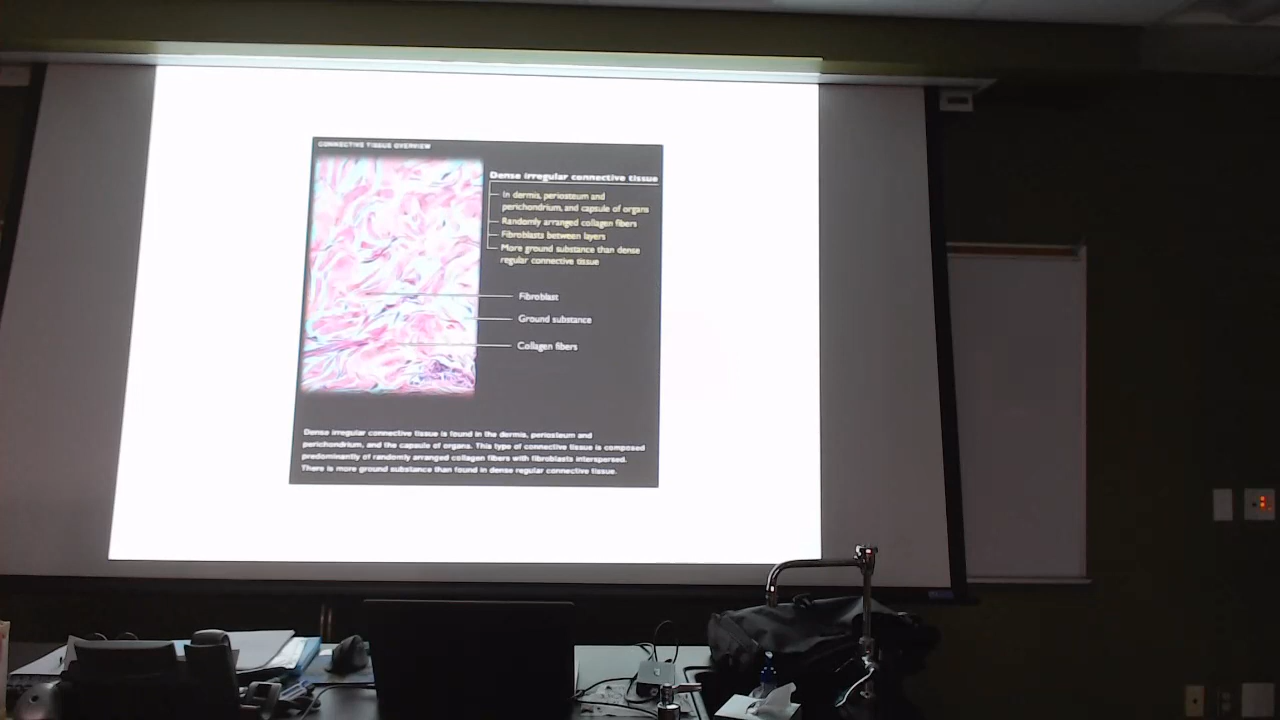 CONNECTIVE TISSUE OVERVIEW
Dense irregular connective tissue
In dermis, periosteum and
perichondrium, and capsule of organs
Randomly arranged collagen fibers
Fibroblasts between layers
More ground substance than dense
regular connective tissue
Fibroblast
Ground substance
Collagen fibers
Dense irregular connective tissue is found in the dermis, periosteum and
perichondrium, and the capsule of organs. This type of connective tissue is composed
predominantly of randomly arranged collagen fibers with fibroblasts interspersed.
There is more ground substance than found in dense regular connective tissue.